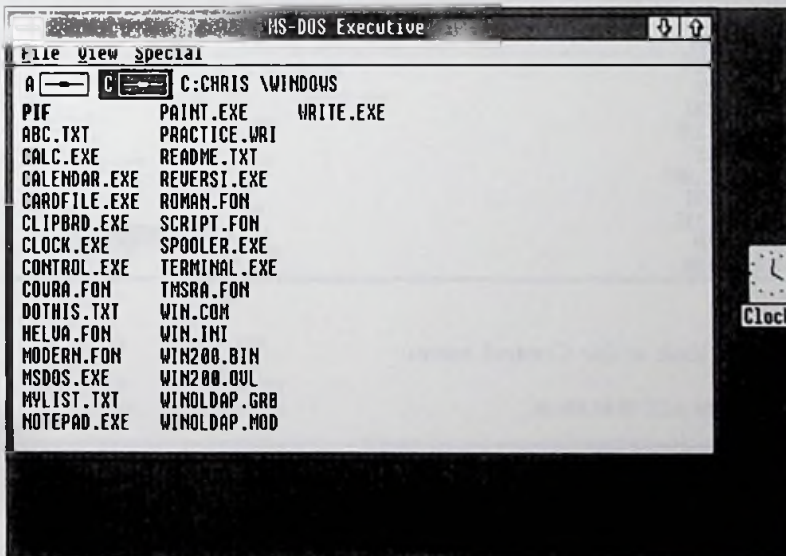 MS-DOS Executive
File View Special
A C C:CHRIS \WINDOWS
PIF PAINT.EXE WRITE.EXE
ABC.TXT PRACTICE.WRI
CALC.EXE README.TXT
CALENDAR.EXE REVERSI.EXE
CARDFILE.EXE ROMAN.FON
CLIPBRD.EXE SCRIPT.FON
CLOCK.EXE SPOOLER.EXE
CONTROL.EXE TERMINAL.EXE
COURA.FON TMSRA.FON
DOTHIS.TXT WIN.COM
HELVA.FON WIN.INI
MODERN.FON WIN200.BIN
MSDOS.EXE WIN200.OVL
MYLIST.TXT WINOLDAP.GRB
NOTEPAD.EXE WINOLDAP.MOD
Clock